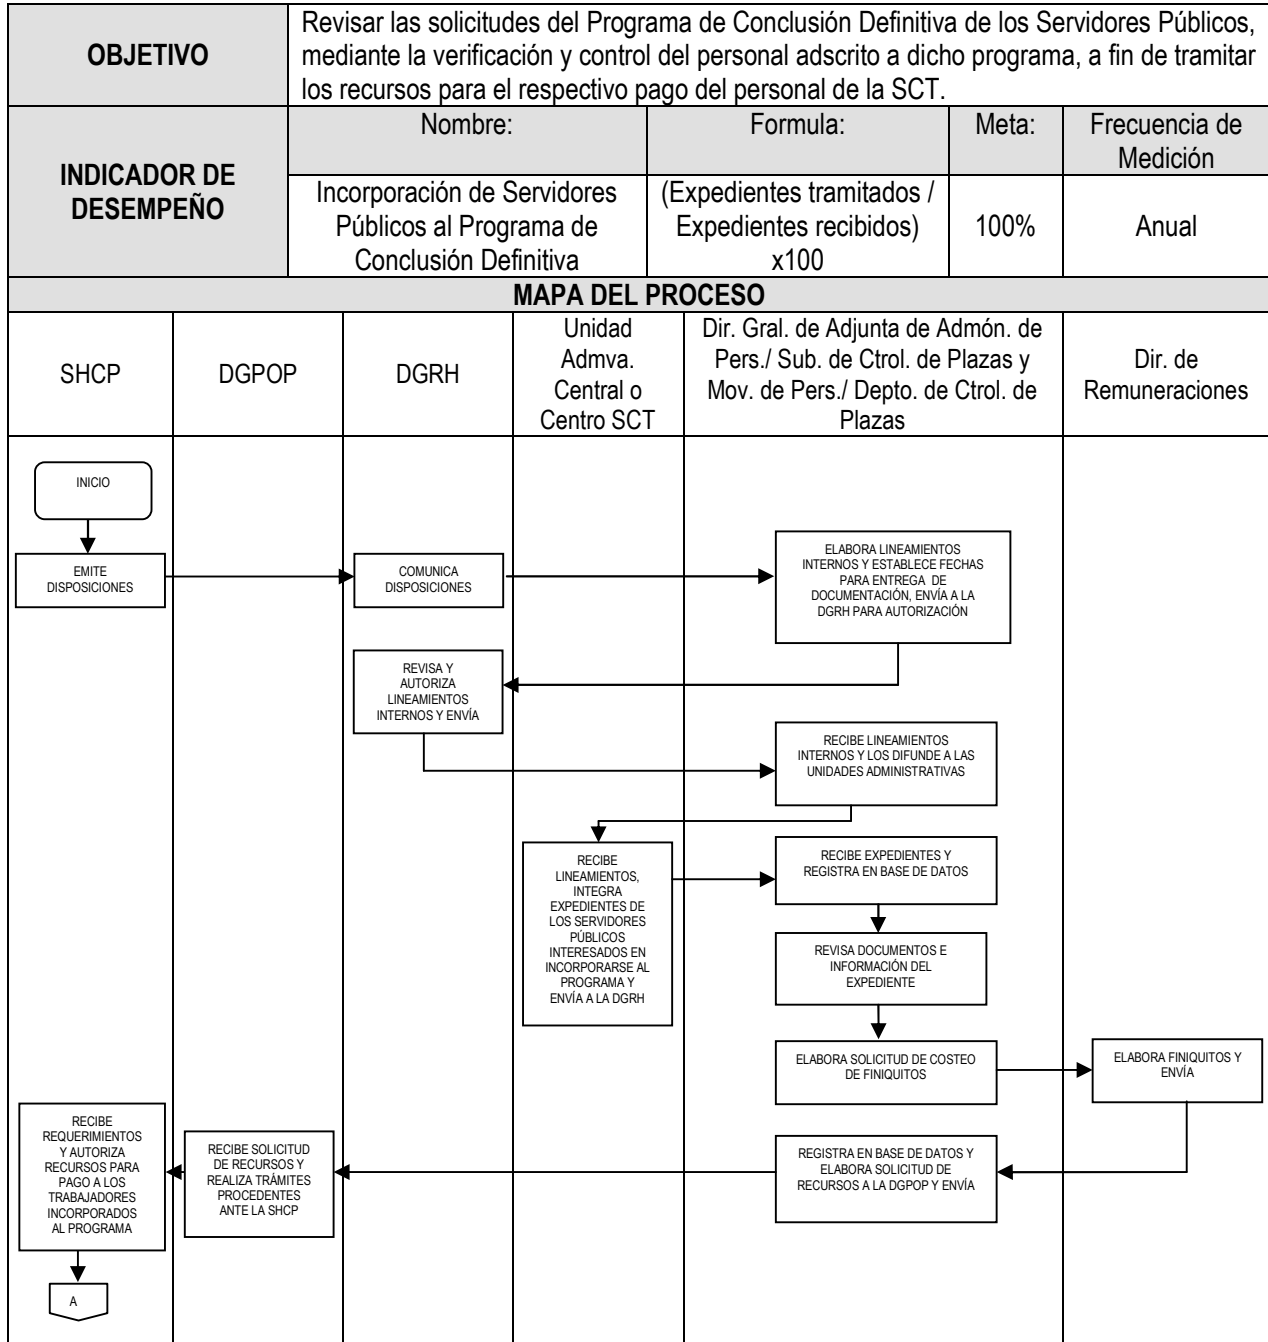 OBJETIVO
Revisar las solicitudes del Programa de Conclusión Definitiva de los Servidores Públicos,
mediante la verificación y control del personal adscrito a dicho programa, a fin de tramitar
los recursos para el respectivo pago del personal de la SCT.
INDICADOR DE
DESEMPEÑO
Nombre:
Formula:
Meta:
Frecuencia de
Medición
Incorporación de Servidores
Públicos al Programa de
Conclusión Definitiva
(Expedientes tramitados /
Expedientes recibidos)
x100
100%
Anual
MAPA DEL PROCESO
SHCP
DGPOP
DGRH
Unidad
Admva.
Central o
Centro SCT
Dir. Gral. de Adjunta de Admón. de
Pers./ Sub. de Ctrol. de Plazas y
Mov. de Pers./ Depto. de Ctrol. de
Plazas
Dir. de
Remuneraciones
INICIO
EMITE
DISPOSICIONES
COMUNICA
DISPOSICIONES
ELABORA LINEAMIENTOS
INTERNOS Y ESTABLECE FECHAS
PARA ENTREGA DE
DOCUMENTACIÓN, ENVÍA A LA
DGRH PARA AUTORIZACIÓN
REVISA Y
AUTORIZA
LINEAMIENTOS
INTERNOS Y ENVÍA
RECIBE LINEAMIENTOS
INTERNOS Y LOS DIFUNDE A LAS
UNIDADES ADMINISTRATIVAS
RECIBE
LINEAMIENTOS,
INTEGRA
EXPEDIENTES DE
LOS SERVIDORES
PÚBLICOS
INTERESADOS EN
INCORPORARSE AL
PROGRAMA Y
ENVÍA A LA DGRH
RECIBE EXPEDIENTES Y
REGISTRA EN BASE DE DATOS
REVISA DOCUMENTOS E
INFORMACIÓN DEL
EXPEDIENTE
ELABORA SOLICITUD DE COSTEO
DE FINIQUITOS
ELABORA FINIQUITOS Y
ENVÍA
REGISTRA EN BASE DE DATOS Y
ELABORA SOLICITUD DE
RECURSOS A LA DGPOP Y ENVÍA
RECIBE SOLICITUD
DE RECURSOS Y
REALIZA TRÁMITES
PROCEDENTES
ANTE LA SHCP
RECIBE
REQUERIMIENTOS
Y AUTORIZA
RECURSOS PARA
PAGO A LOS
TRABAJADORES
INCORPORADOS
AL PROGRAMA
A